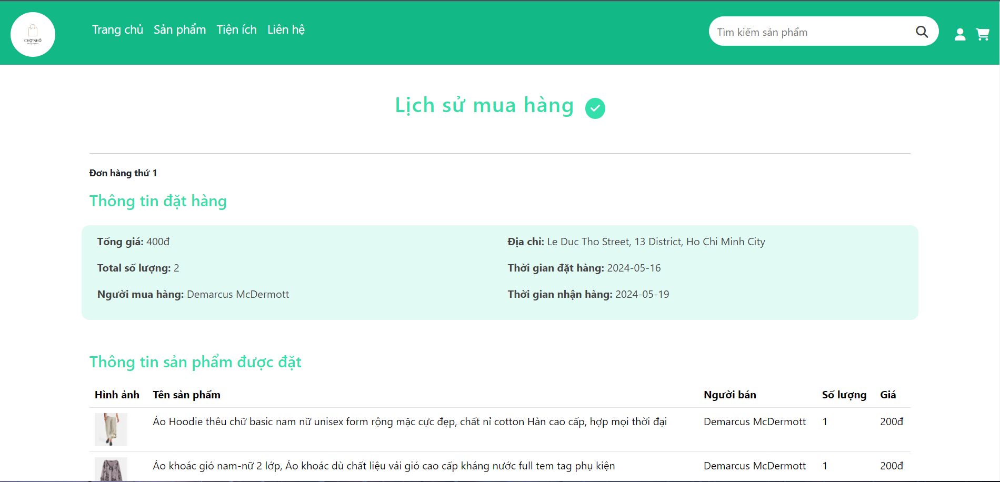 CHỢ NHỎ
Trang chủ Sản phẩm Tiện ích Liên hệ
Tìm kiếm sản phẩm
Lịch sử mua hàng
Đơn hàng thứ 1
Thông tin đặt hàng
Tổng giá: 400đ
Total số lượng: 2
Người mua hàng: Demarcus McDermott
Địa chỉ: Le Duc Tho Street, 13 District, Ho Chi Minh City
Thời gian đặt hàng: 2024-05-16
Thời gian nhận hàng: 2024-05-19
Thông tin sản phẩm được đặt
Hình ảnh Tên sản phẩm Người bán Số lượng Giá
Áo Hoodie thêu chữ basic nam nữ unisex form rộng mặc cực đẹp, chất nỉ cotton Hàn cao cấp, hợp mọi thời đại Demarcus McDermott 1 200đ
Áo khoác gió nam-nữ 2 lớp, Áo khoác dù chất liệu vải gió cao cấp kháng nước full tem tag phụ kiện Demarcus McDermott 1 200đ